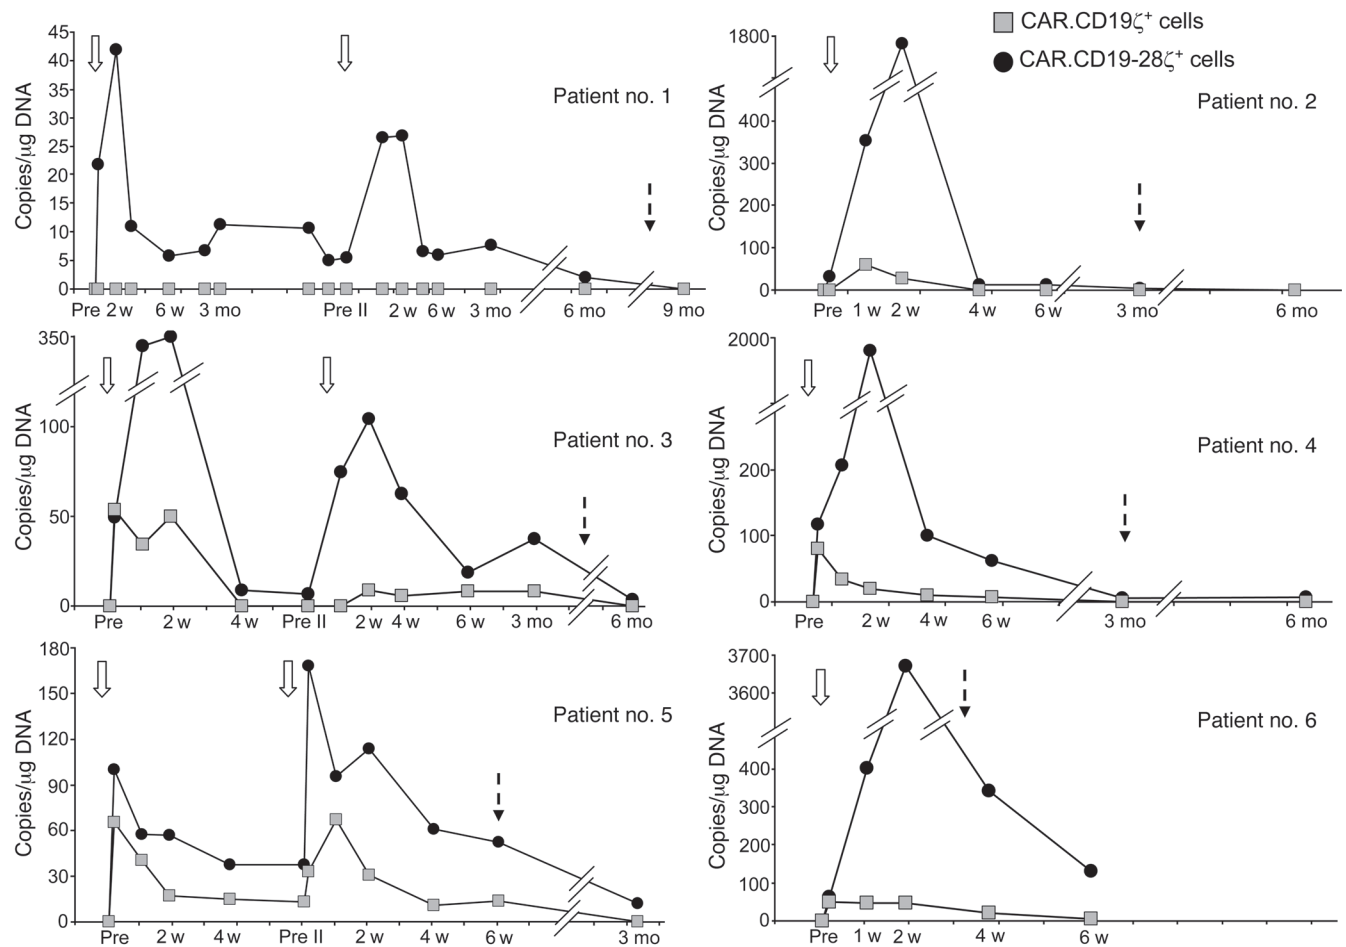 CAR.CD19ζ+ cells
CAR.CD19-28ζ+ cells
Patient no. 1
Copies/μg DNA
45
40
35
30
25
20
15
10
5
0
Pre 2 w 6 w 3 mo Pre II 2 w 6 w 3 mo 6 mo 9 mo
Patient no. 2
Copies/μg DNA
1800
400
300
200
100
0
Pre 1 w 2 w 4 w 6 w 3 mo 6 mo
Patient no. 3
Copies/μg DNA
350
100
50
0
Pre 2 w 4 w Pre II 2 w 4 w 6 w 3 mo 6 mo
Patient no. 4
Copies/μg DNA
2000
200
100
0
Pre 2 w 4 w 6 w 3 mo 6 mo
Patient no. 5
Copies/μg DNA
180
150
120
90
60
30
0
Pre 2 w 4 w Pre II 2 w 4 w 6 w 3 mo
Patient no. 6
Copies/μg DNA
3700
3600
400
300
200
100
0
Pre 1 w 2 w 4 w 6 w